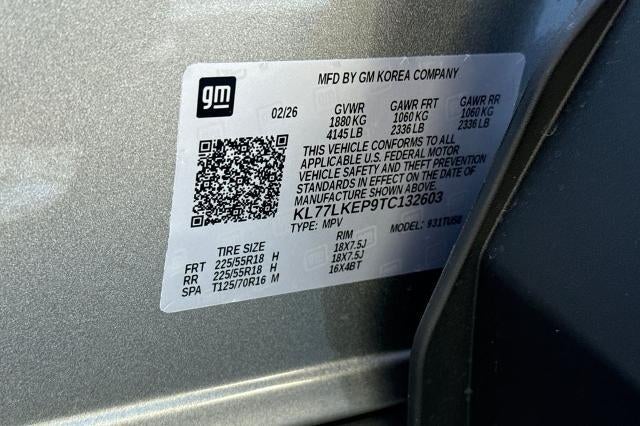 gm
MFD BY GM KOREA COMPANY
02/26
GVWR
1880 KG
4145 LB
GAWR FRT
1060 KG
2336 LB
GAWR RR
1060 KG
2336 LB
THIS VEHICLE CONFORMS TO ALL
APPLICABLE U.S. FEDERAL MOTOR
VEHICLE SAFETY AND THEFT PREVENTION
STANDARDS IN EFFECT ON THE DATE OF
MANUFACTURE SHOWN ABOVE.
KL77LKEP9TC132603
TYPE: MPV
MODEL: 931TU58
TIRE SIZE RIM
FRT 225/55R18 H 18X7.5J
RR 225/55R18 H 18X7.5J
SPA T125/70R16 M 16X4BT